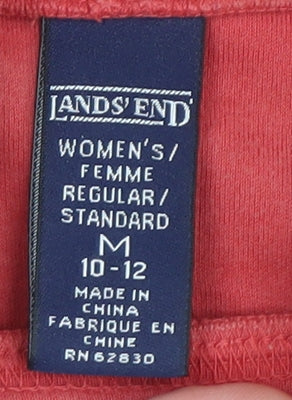 LANDS' END
WOMEN'S/
FEMME
REGULAR/
STANDARD
M
10-12
MADE IN
CHINA
FABRIQUE EN
CHINE
RN 62830